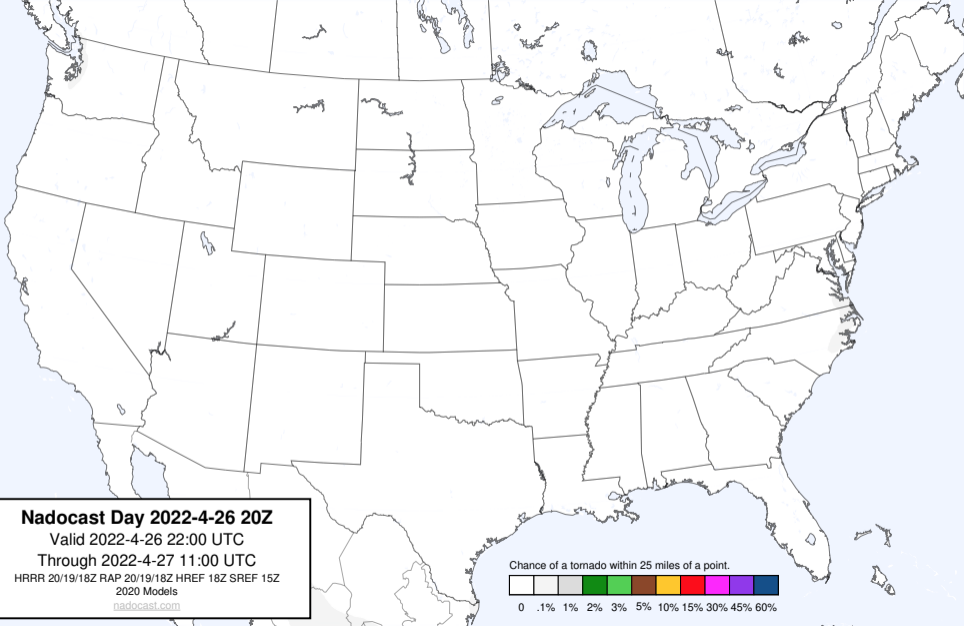 Nadocast Day 2022-4-26 20Z
Valid 2022-4-26 22:00 UTC
Through 2022-4-27 11:00 UTC
HRRR 20/19/18Z RAP 20/19/18Z HREF 18Z SREF 15Z
2020 Models
nadocast.com
Chance of a tornado within 25 miles of a point.
0 .1% 1% 2% 3% 5% 10% 15% 30% 45% 60%